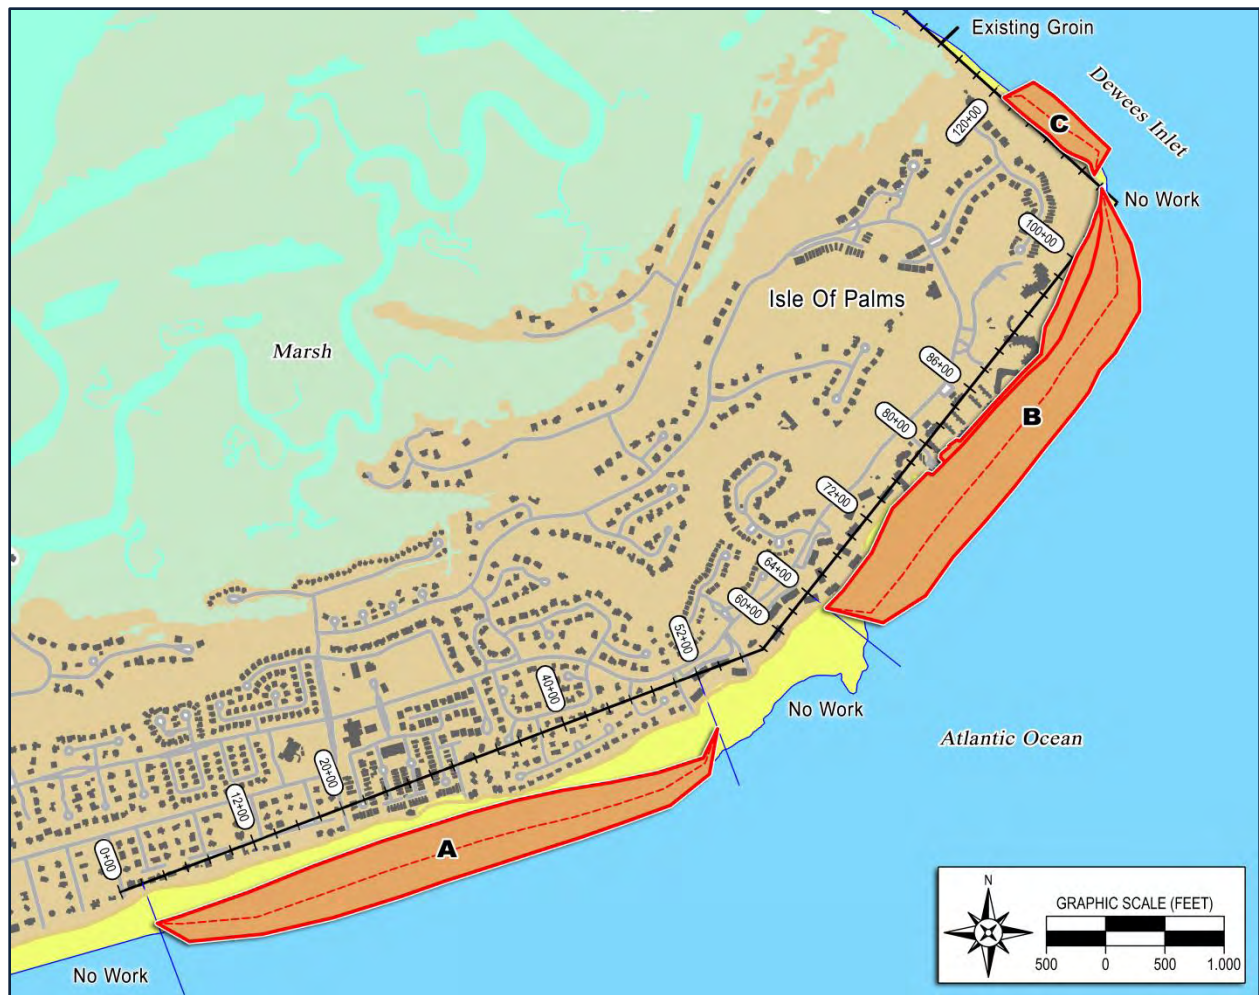 Existing Groin
Dewees Inlet
C
120+00
No Work
100+00
Isle Of Palms
Marsh
86+00
B
80+00
72+00
64+00
60+00
52+00
40+00
No Work
Atlantic Ocean
20+00
12+00
A
0+00
No Work
N
GRAPHIC SCALE (FEET)
500 0 500 1.000